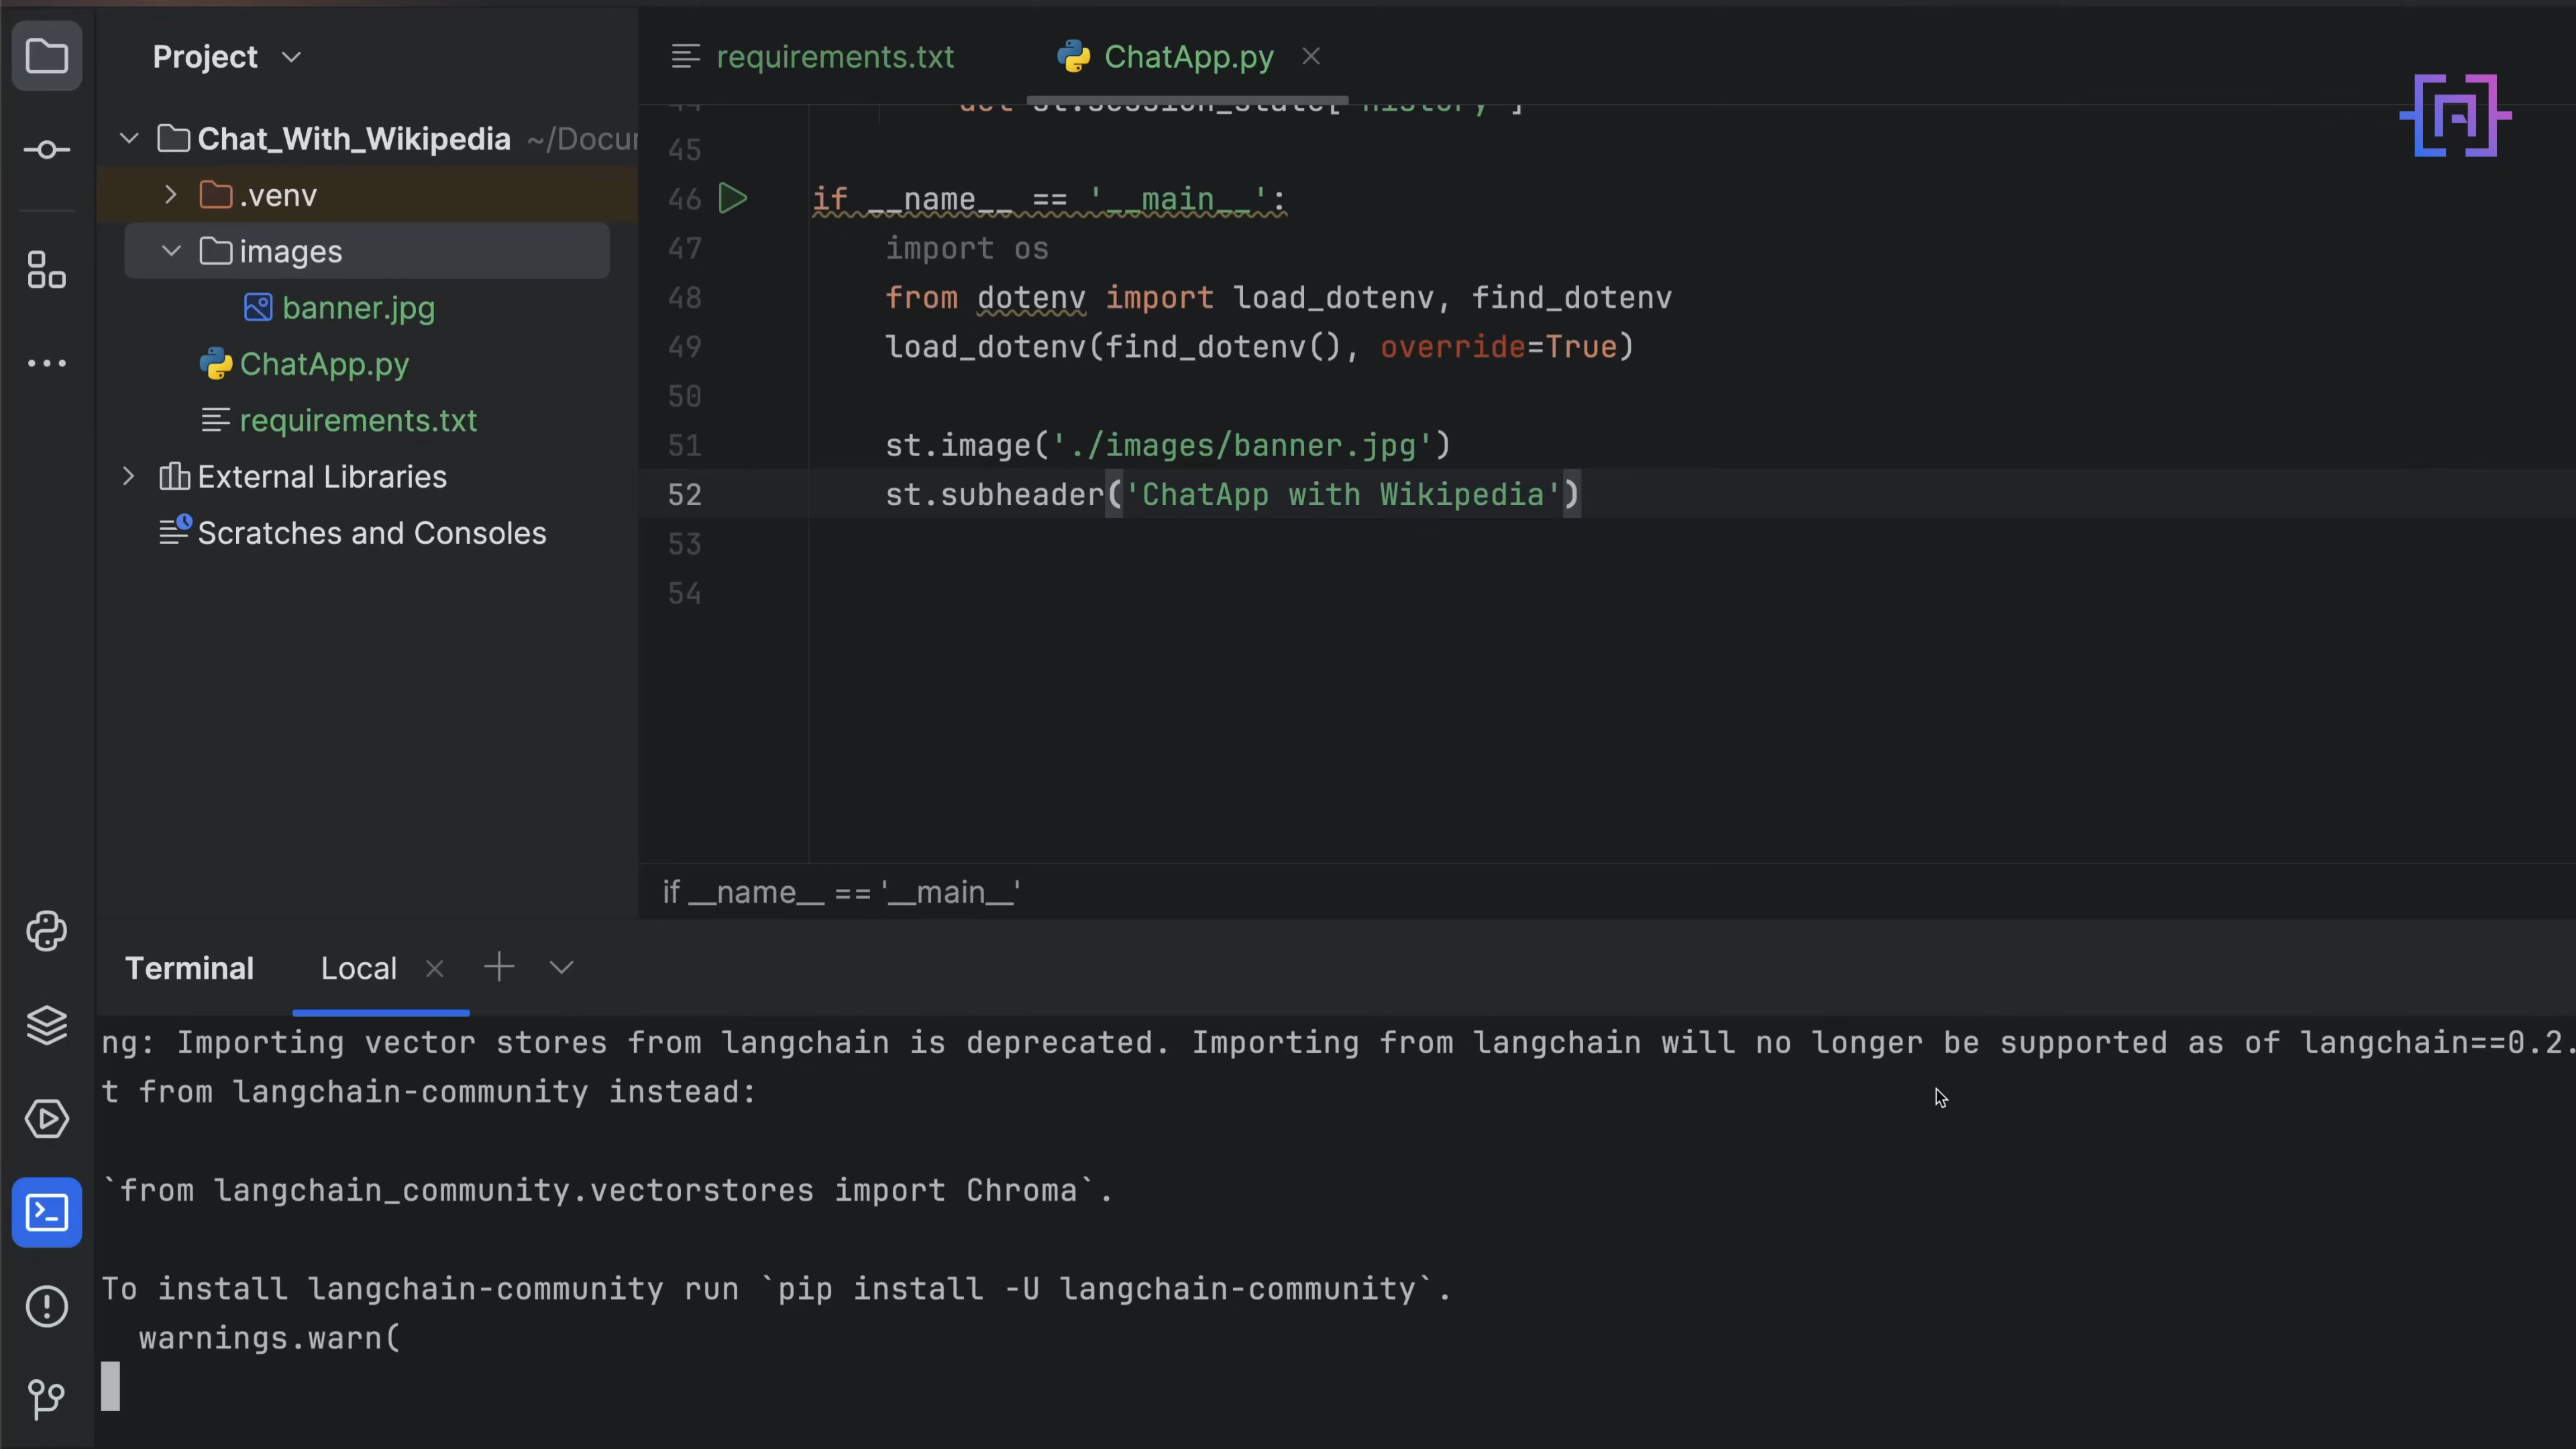 Project
requirements.txt
ChatApp.py
Chat_With_Wikipedia ~/Docu
.venv
images
banner.jpg
ChatApp.py
requirements.txt
External Libraries
Scratches and Consoles
44 del st.session_state['history']
45
46 if __name__ == '__main__':
47 import os
48 from dotenv import load_dotenv, find_dotenv
49 load_dotenv(find_dotenv(), override=True)
50
51 st.image('./images/banner.jpg')
52 st.subheader('ChatApp with Wikipedia')
53
54
if __name__ == '__main__'
Terminal Local
ng: Importing vector stores from langchain is deprecated. Importing from langchain will no longer be supported as of langchain==0.2.
t from langchain-community instead:
`from langchain_community.vectorstores import Chroma`.
To install langchain-community run `pip install -U langchain-community`.
warnings.warn(